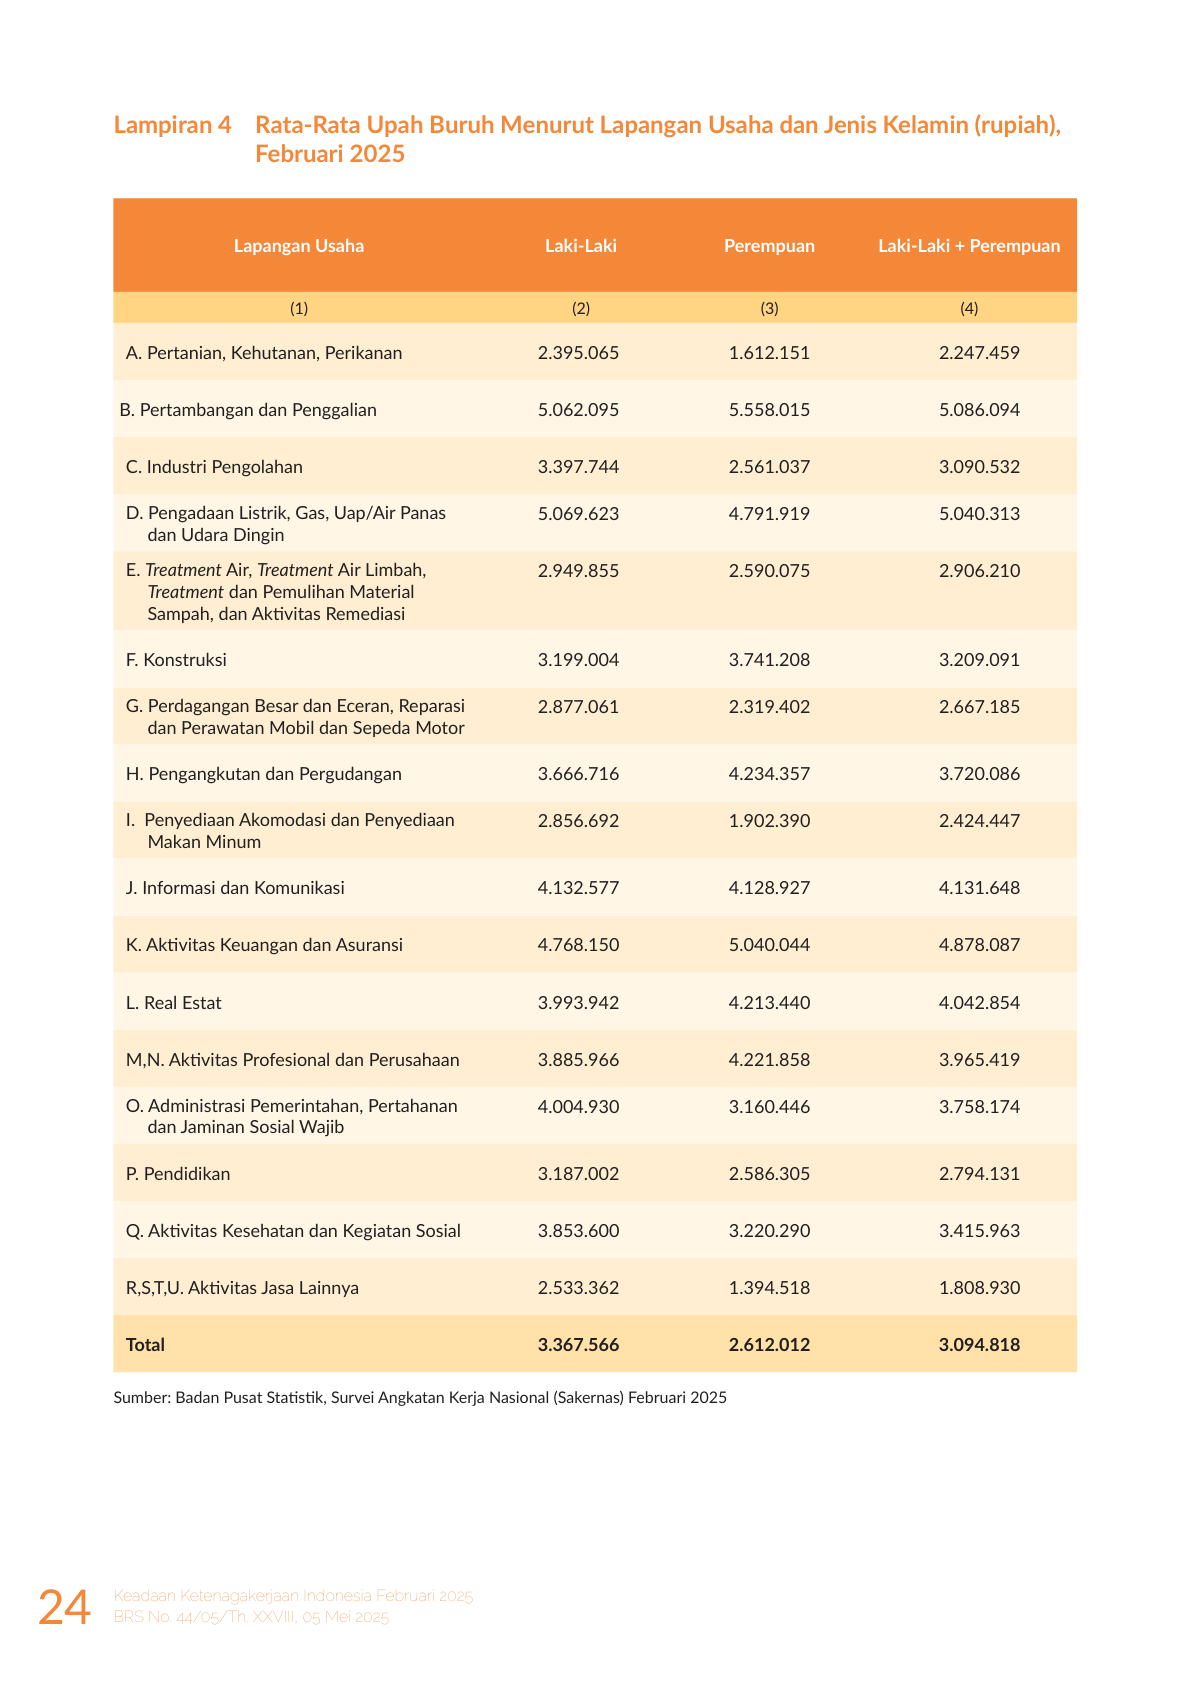 Lampiran 4 Rata-Rata Upah Buruh Menurut Lapangan Usaha dan Jenis Kelamin (rupiah),
Februari 2025
Lapangan Usaha Laki-Laki Perempuan Laki-Laki + Perempuan
(1) (2) (3) (4)
A. Pertanian, Kehutanan, Perikanan 2.395.065 1.612.151 2.247.459
B. Pertambangan dan Penggalian 5.062.095 5.558.015 5.086.094
C. Industri Pengolahan 3.397.744 2.561.037 3.090.532
D. Pengadaan Listrik, Gas, Uap/Air Panas 5.069.623 4.791.919 5.040.313
dan Udara Dingin
E. Treatment Air, Treatment Air Limbah, 2.949.855 2.590.075 2.906.210
Treatment dan Pemulihan Material
Sampah, dan Aktivitas Remediasi
F. Konstruksi 3.199.004 3.741.208 3.209.091
G. Perdagangan Besar dan Eceran, Reparasi 2.877.061 2.319.402 2.667.185
dan Perawatan Mobil dan Sepeda Motor
H. Pengangkutan dan Pergudangan 3.666.716 4.234.357 3.720.086
I. Penyediaan Akomodasi dan Penyediaan 2.856.692 1.902.390 2.424.447
Makan Minum
J. Informasi dan Komunikasi 4.132.577 4.128.927 4.131.648
K. Aktivitas Keuangan dan Asuransi 4.768.150 5.040.044 4.878.087
L. Real Estat 3.993.942 4.213.440 4.042.854
M,N. Aktivitas Profesional dan Perusahaan 3.885.966 4.221.858 3.965.419
O. Administrasi Pemerintahan, Pertahanan 4.004.930 3.160.446 3.758.174
dan Jaminan Sosial Wajib
P. Pendidikan 3.187.002 2.586.305 2.794.131
Q. Aktivitas Kesehatan dan Kegiatan Sosial 3.853.600 3.220.290 3.415.963
R,S,T,U. Aktivitas Jasa Lainnya 2.533.362 1.394.518 1.808.930
Total 3.367.566 2.612.012 3.094.818
Sumber: Badan Pusat Statistik, Survei Angkatan Kerja Nasional (Sakernas) Februari 2025
24
Keadaan Ketenagakerjaan Indonesia Februari 2025
BRS No. 44/05/Th. XXVIII, 05 Mei 2025